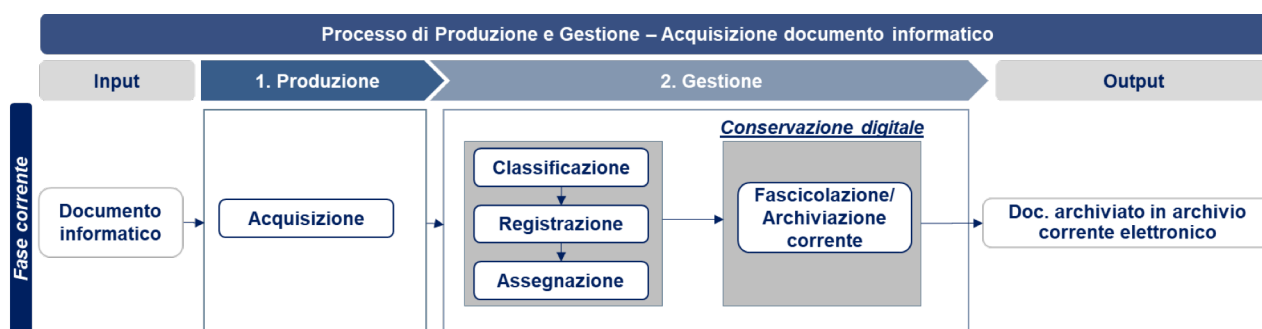 Processo di Produzione e Gestione – Acquisizione documento informatico
Input
1. Produzione
2. Gestione
Output
Fase corrente
Documento
informatico
Acquisizione
Classificazione
Registrazione
Assegnazione
Conservazione digitale
Fascicolazione/
Archiviazione
corrente
Doc. archiviato in archivio
corrente elettronico